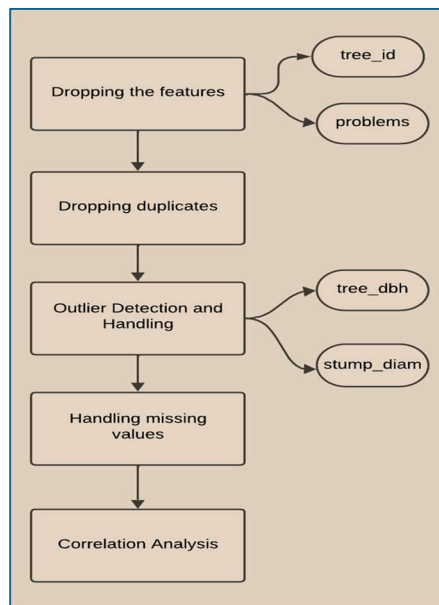 Dropping the features
tree_id
problems
Dropping duplicates
Outlier Detection and
Handling
tree_dbh
stump_diam
Handling missing
values
Correlation Analysis